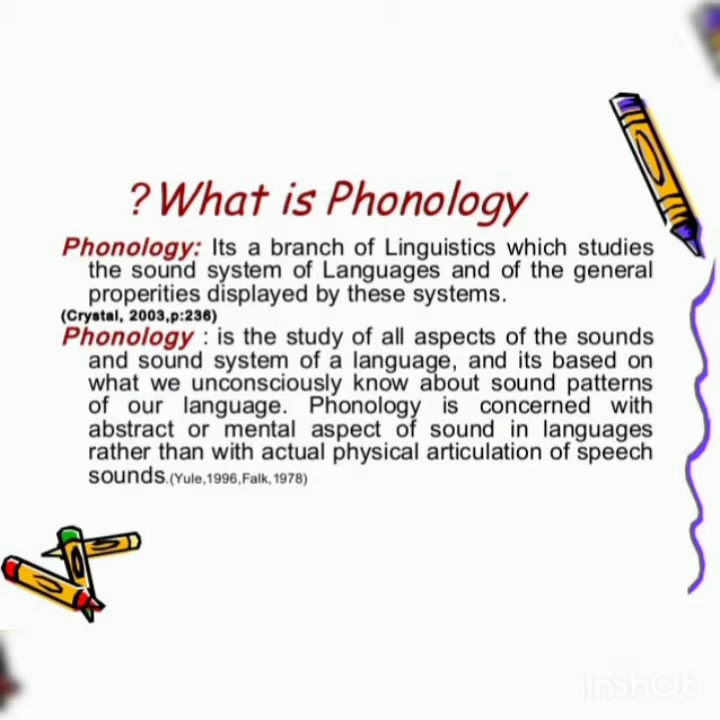 ? What is Phonology
Phonology: Its a branch of Linguistics which studies
the sound system of Languages and of the general
properities displayed by these systems.
(Crystal, 2003,p:236)
Phonology : is the study of all aspects of the sounds
and sound system of a language, and its based on
what we unconsciously know about sound patterns
of our language. Phonology is concerned with
abstract or mental aspect of sound in languages
rather than with actual physical articulation of speech
sounds.(Yule,1996,Falk,1978)
InShot